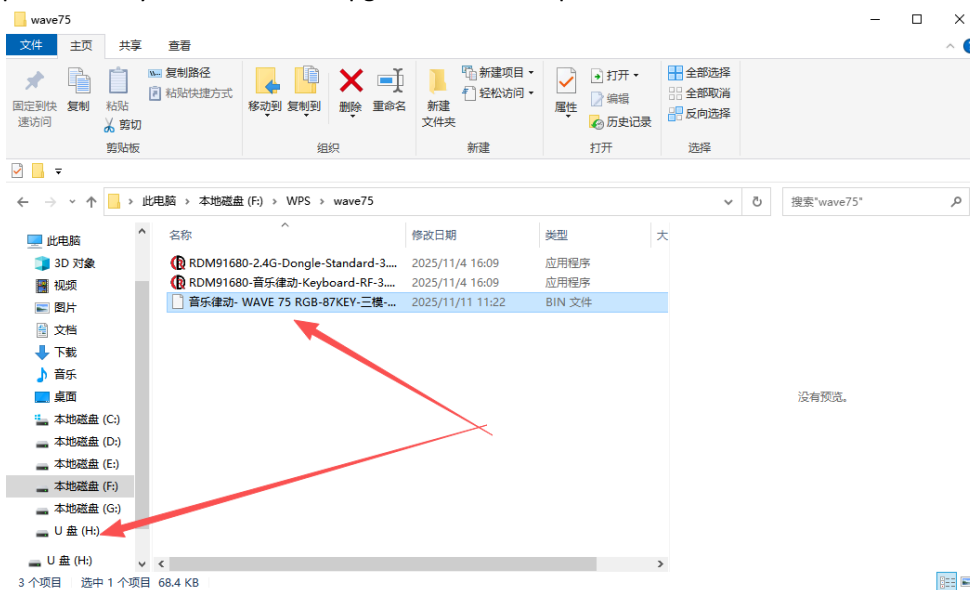 wave75
文件 主页 共享 查看
固定到快速访问 复制 粘贴 复制路径 粘贴快捷方式 剪切
移动到 复制到 删除 重命名
新建文件夹 新建项目 轻松访问
属性 打开 编辑 历史记录
全部选择 全部取消 反向选择
剪贴板 组织 新建 打开 选择
此电脑 › 本地磁盘 (F:) › WPS › wave75
搜索"wave75"
名称 修改日期 类型 大
RDM91680-2.4G-Dongle-Standard-3.... 2025/11/4 16:09 应用程序
RDM91680-音乐律动-Keyboard-RF-3.... 2025/11/4 16:09 应用程序
音乐律动- WAVE 75 RGB-87KEY-三模-... 2025/11/11 11:22 BIN 文件
此电脑
3D 对象
视频
图片
文档
下载
音乐
桌面
本地磁盘 (C:)
本地磁盘 (D:)
本地磁盘 (E:)
本地磁盘 (F:)
本地磁盘 (G:)
U 盘 (H:)
U 盘 (H:)
没有预览。
3 个项目 选中 1 个项目 68.4 KB